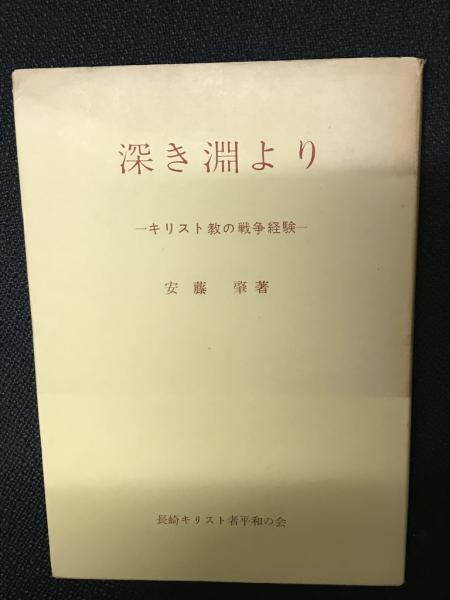 深き淵より
―キリスト教の戦争経験―
安藤 肇著
長崎キリスト者平和の会